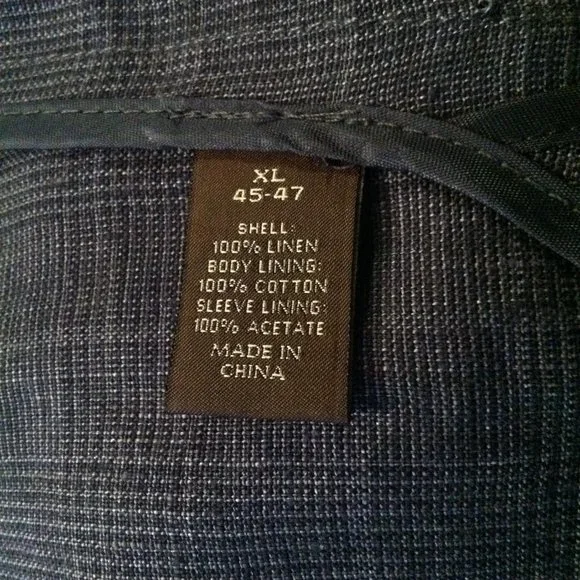 XL
45-47
SHELL:
100% LINEN
BODY LINING:
100% COTTON
SLEEVE LINING:
100% ACETATE
MADE IN
CHINA